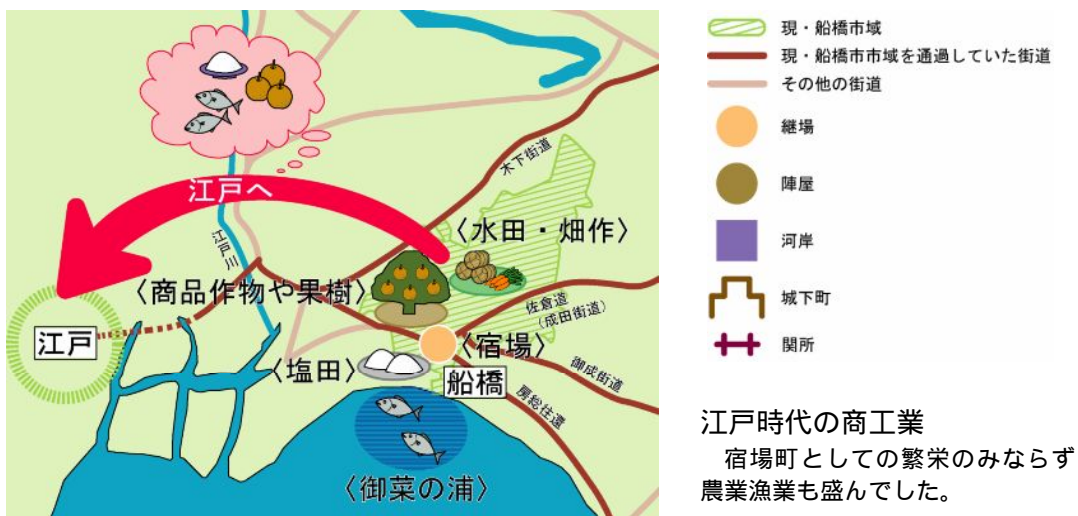 江戸へ
木下街道
江戸川
〈水田・畑作〉
〈商品作物や果樹〉
佐倉道
（成田街道）
江戸
〈宿場〉
〈塩田〉
船橋
御成街道
房総往還
〈御菜の浦〉
現・船橋市域
現・船橋市市域を通過していた街道
その他の街道
継場
陣屋
河岸
城下町
関所
江戸時代の商工業
　宿場町としての繁栄のみならず
農業漁業も盛んでした。